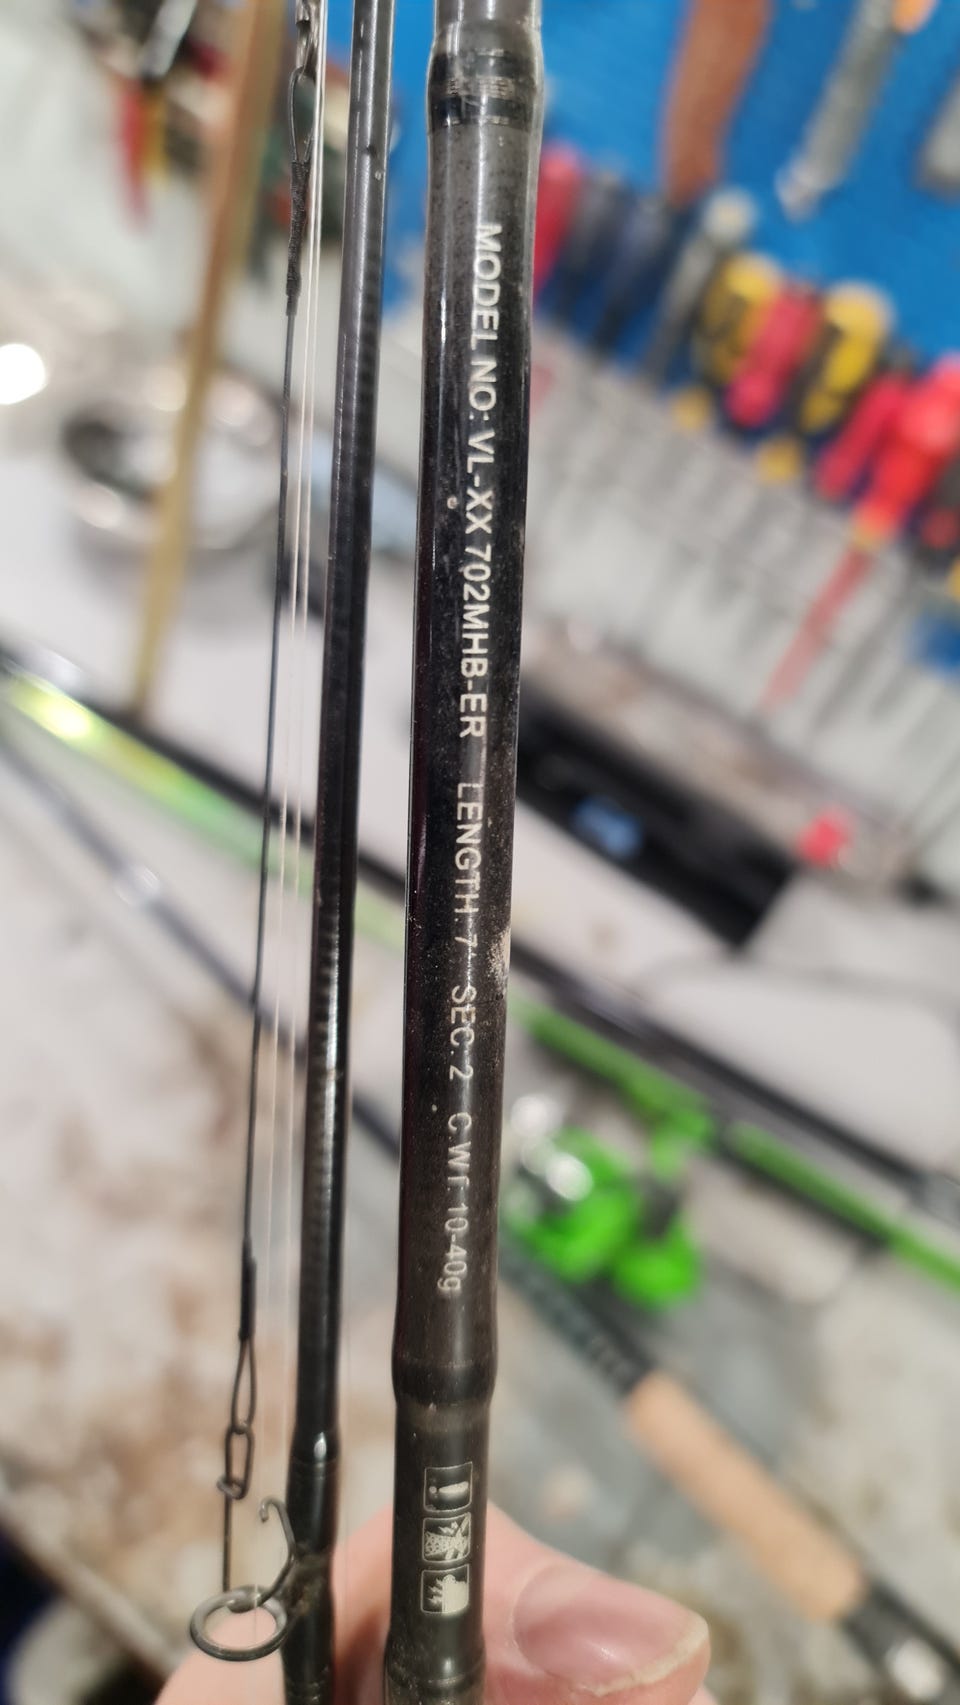 MODEL NO: VL-XX 702MHB-ER LENGTH: 7' SEC: 2 C.WT: 10-40g